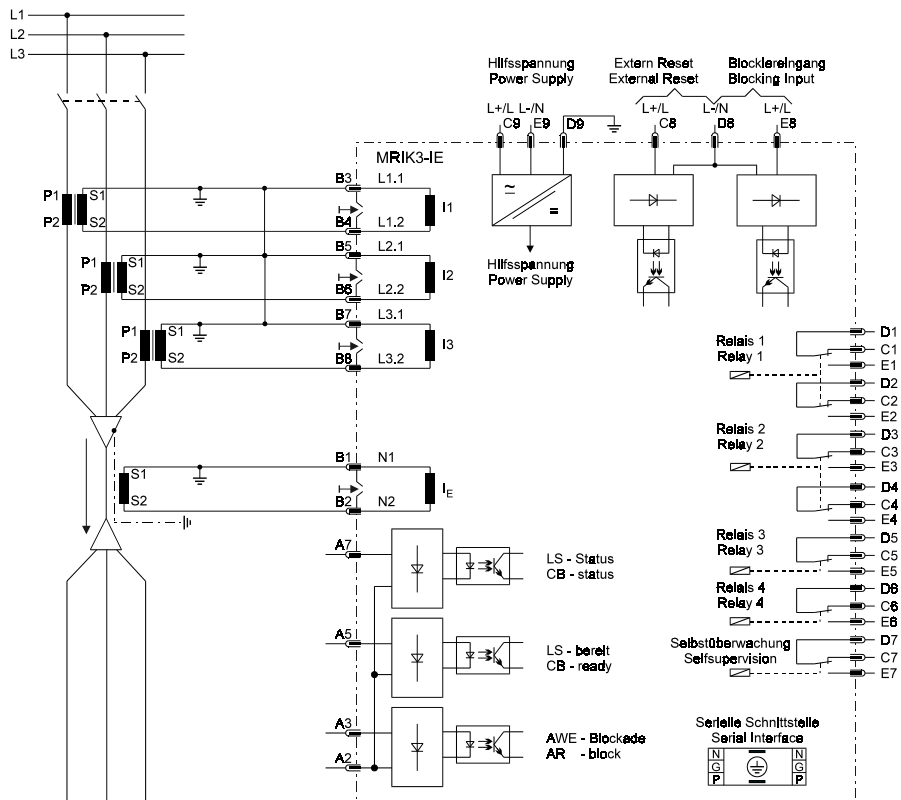 L1
L2
L3
Hilfsspannung
Power Supply
Extern Reset
External Reset
Blockiereingang
Blocking Input
L+/L L-/N
C9 E9 D9
L+/L L-/N L+/L
C8 D8 E8
MRIK3-IE
P1 S1
P2 S2
B3 L1.1
B4 L1.2
I1
P1 S1
P2 S2
B5 L2.1
B6 L2.2
I2
P1 S1
P2 S2
B7 L3.1
B8 L3.2
I3
~
=
Hilfsspannung
Power Supply
S1
S2
B1 N1
B2 N2
IE
A7
LS - Status
CB - status
A5
LS - bereit
CB - ready
A3
A2
AWE - Blockade
AR - block
Relais 1
Relay 1
D1
C1
E1
D2
C2
E2
Relais 2
Relay 2
D3
C3
E3
D4
C4
E4
Relais 3
Relay 3
D5
C5
E5
Relais 4
Relay 4
D6
C6
E6
Selbstüberwachung
Selfsupervision
D7
C7
E7
Serielle Schnittstelle
Serial Interface
N N
G G
P P